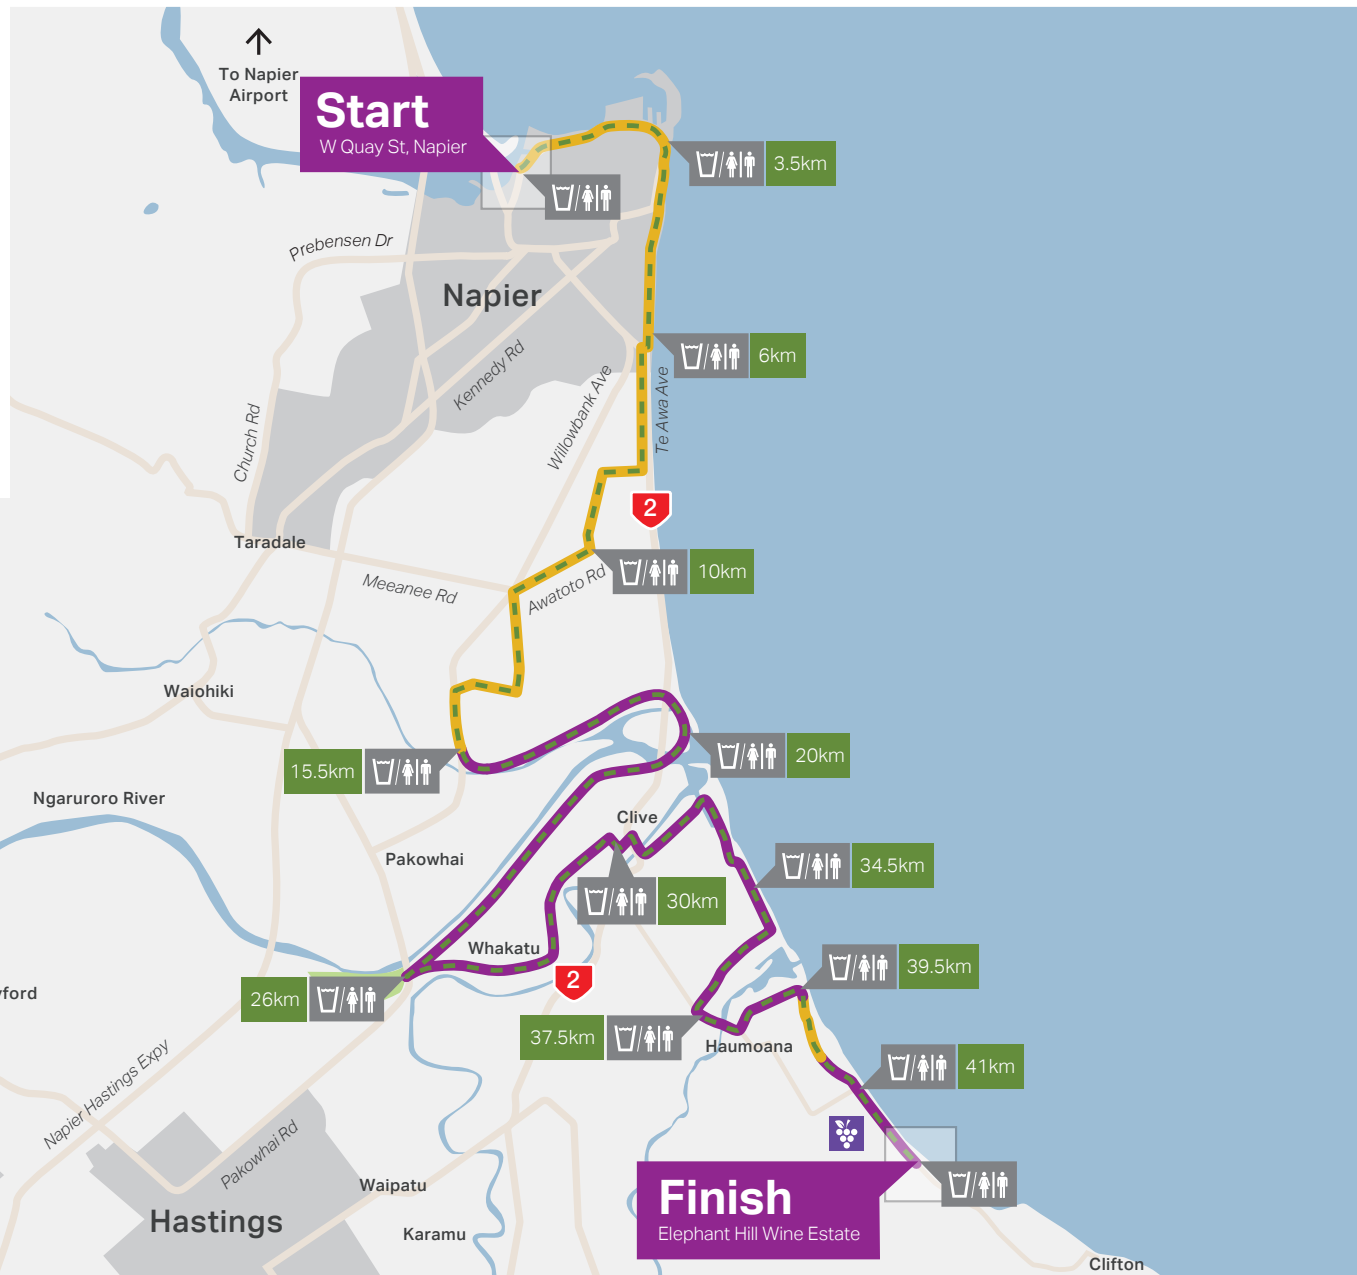 To Napier
Airport
Start
W Quay St, Napier
3.5km
Prebensen Dr
Napier
6km
Kennedy Rd
Willowbank Ave
Te Awa Ave
Church Rd
2
Taradale
10km
Meeanee Rd
Awatoto Rd
Waiohiki
20km
15.5km
Ngaruroro River
Clive
Pakowhai
34.5km
30km
Whakatu
39.5km
2
26km
37.5km
Haumoana
41km
Napier Hastings Expy
Pakowhai Rd
Waipatu
Finish
Elephant Hill Wine Estate
Hastings
Karamu
Clifton